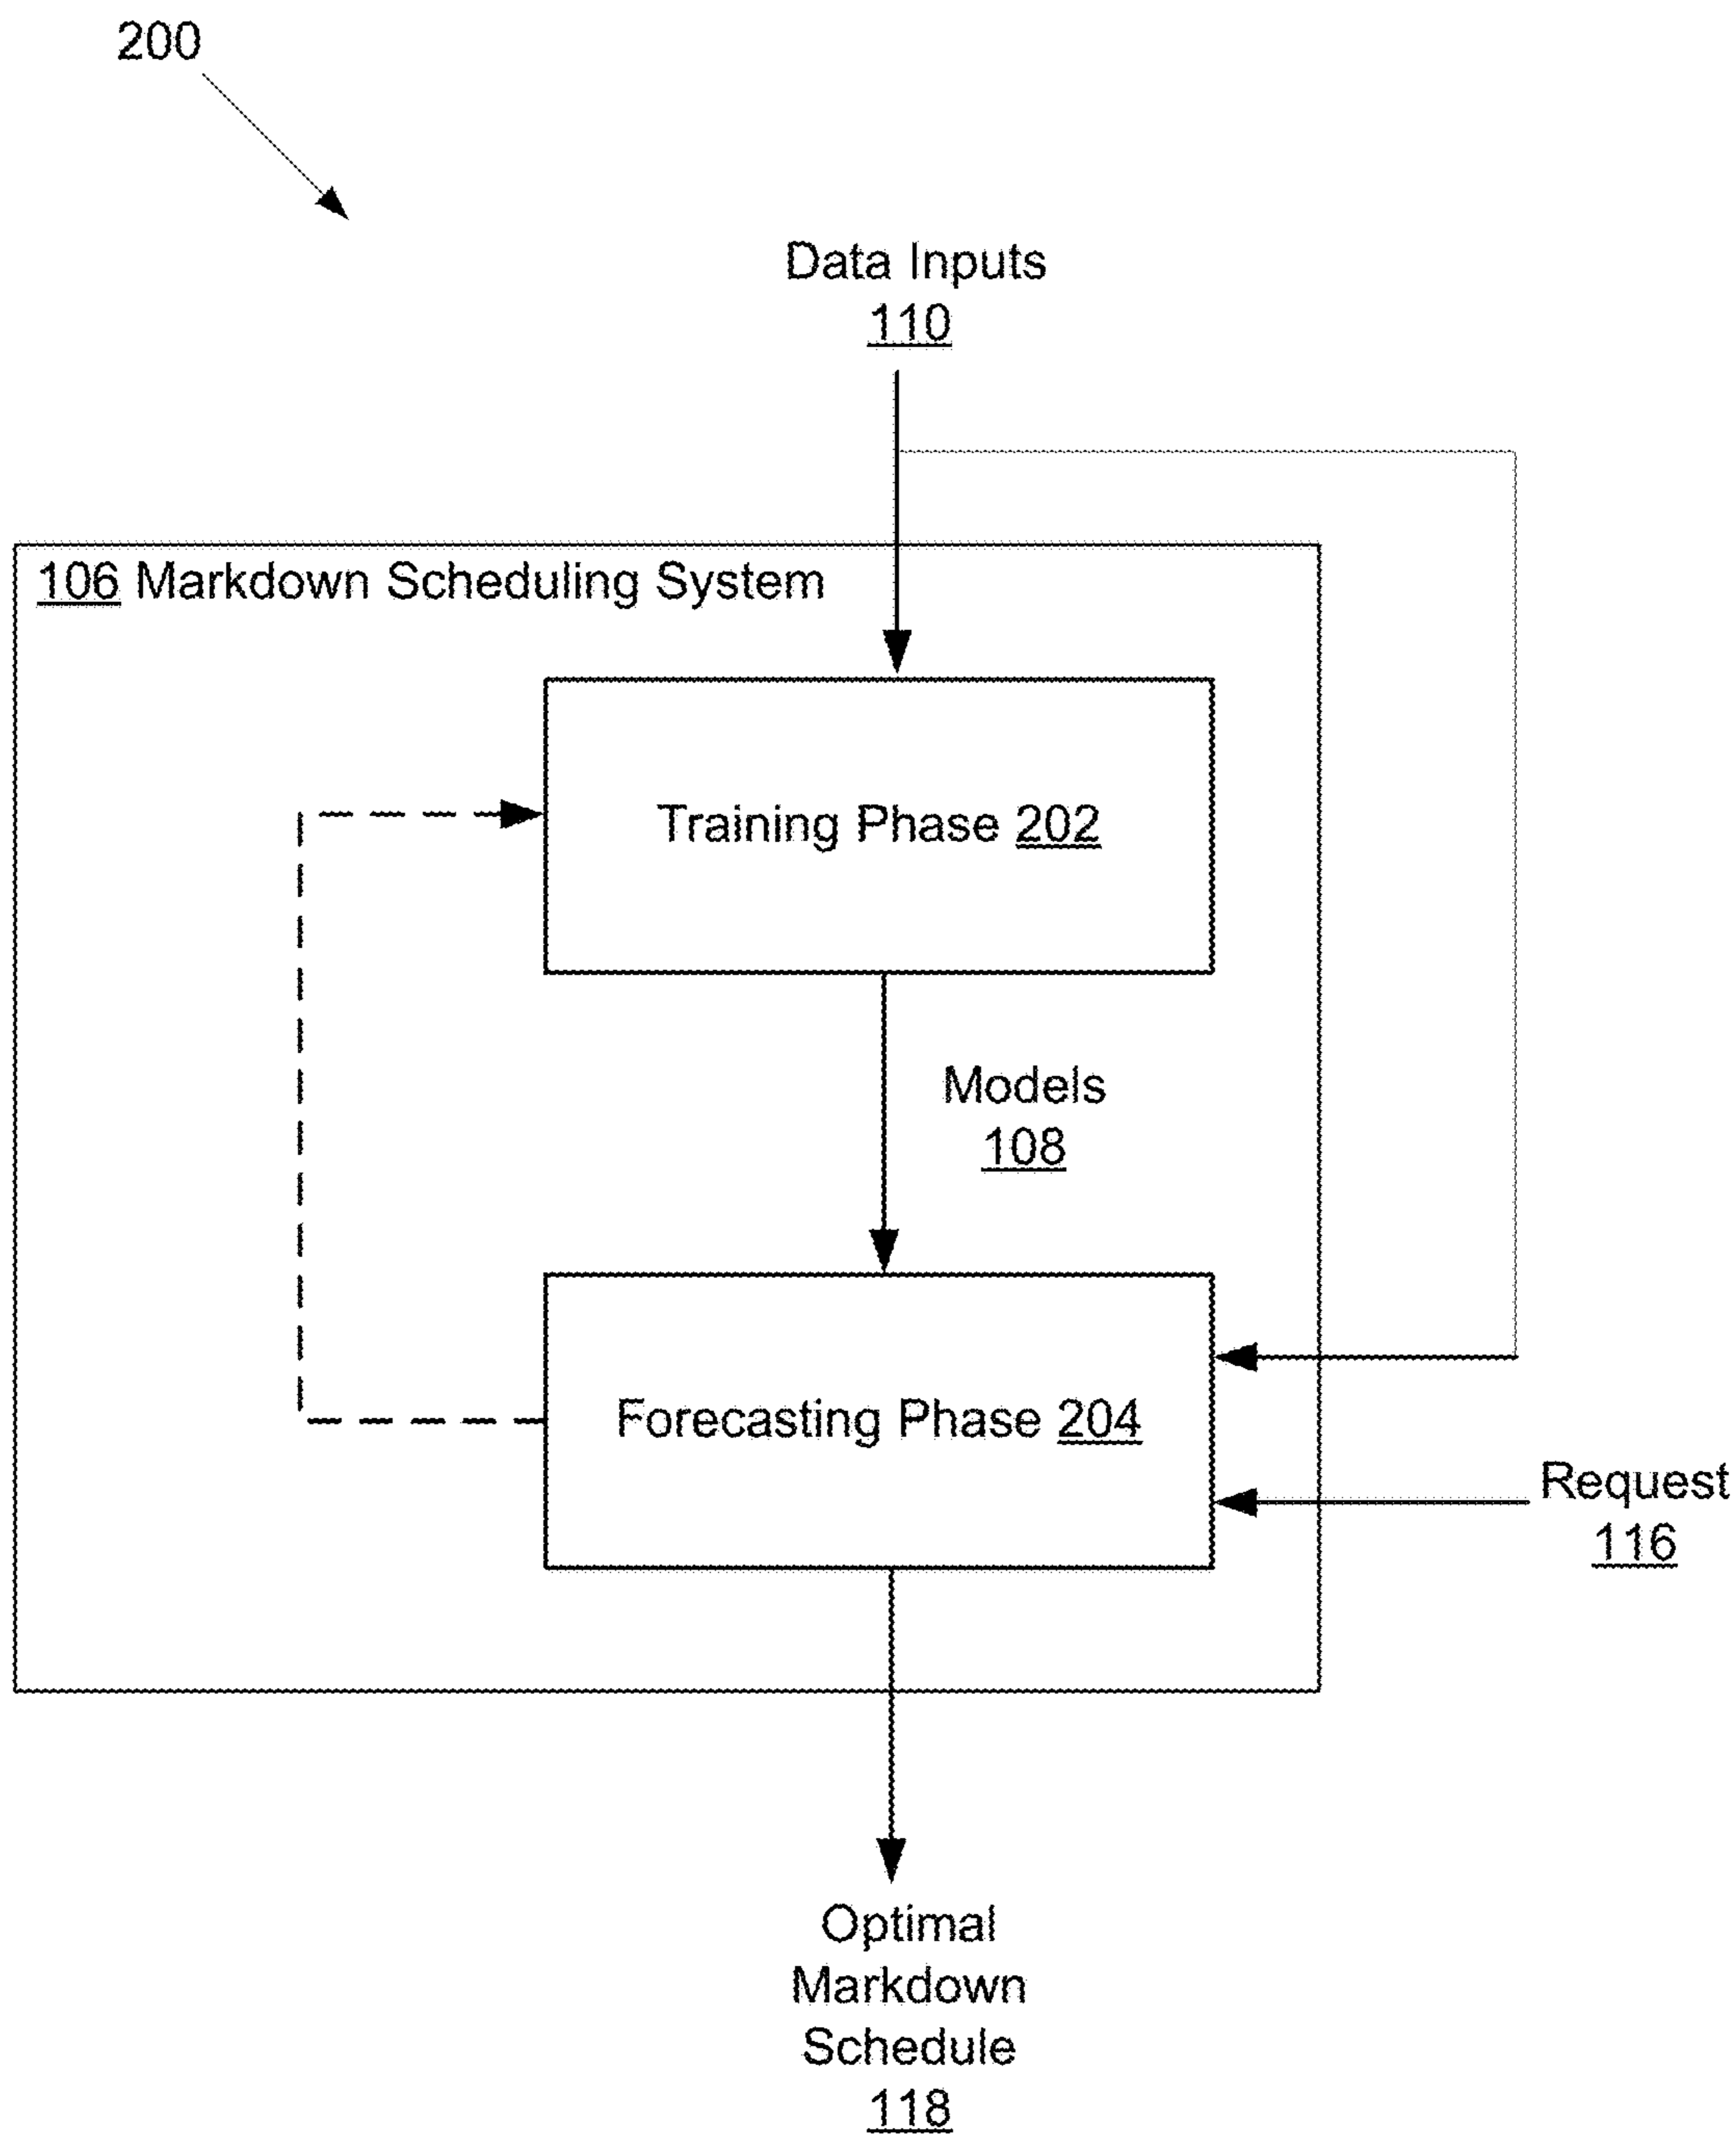 200
Data Inputs
110
106 Markdown Scheduling System
Training Phase 202
Models
108
Forecasting Phase 204
Request
116
Optimal
Markdown
Schedule
118